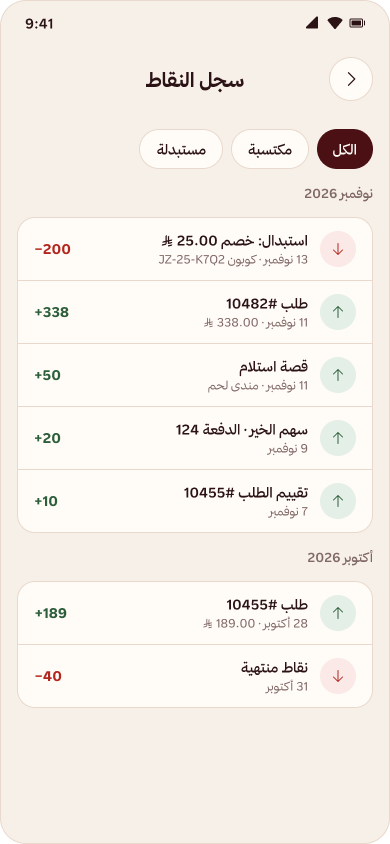 9:41
سجل النقاط
الكل
مكتسبة
مستبدلة
نوفمبر 2026
استبدال: خصم 25.00 ⃁
−200
13 نوفمبر · كوبون JZ-25-K7Q2
طلب #10482
+338
11 نوفمبر · 338.00 ⃁
قصة استلام
+50
11 نوفمبر · مندي لحم
سهم الخير · الدفعة 124
+20
9 نوفمبر
تقييم الطلب #10455
+10
7 نوفمبر
أكتوبر 2026
طلب #10455
+189
28 أكتوبر · 189.00 ⃁
نقاط منتهية
−40
31 أكتوبر